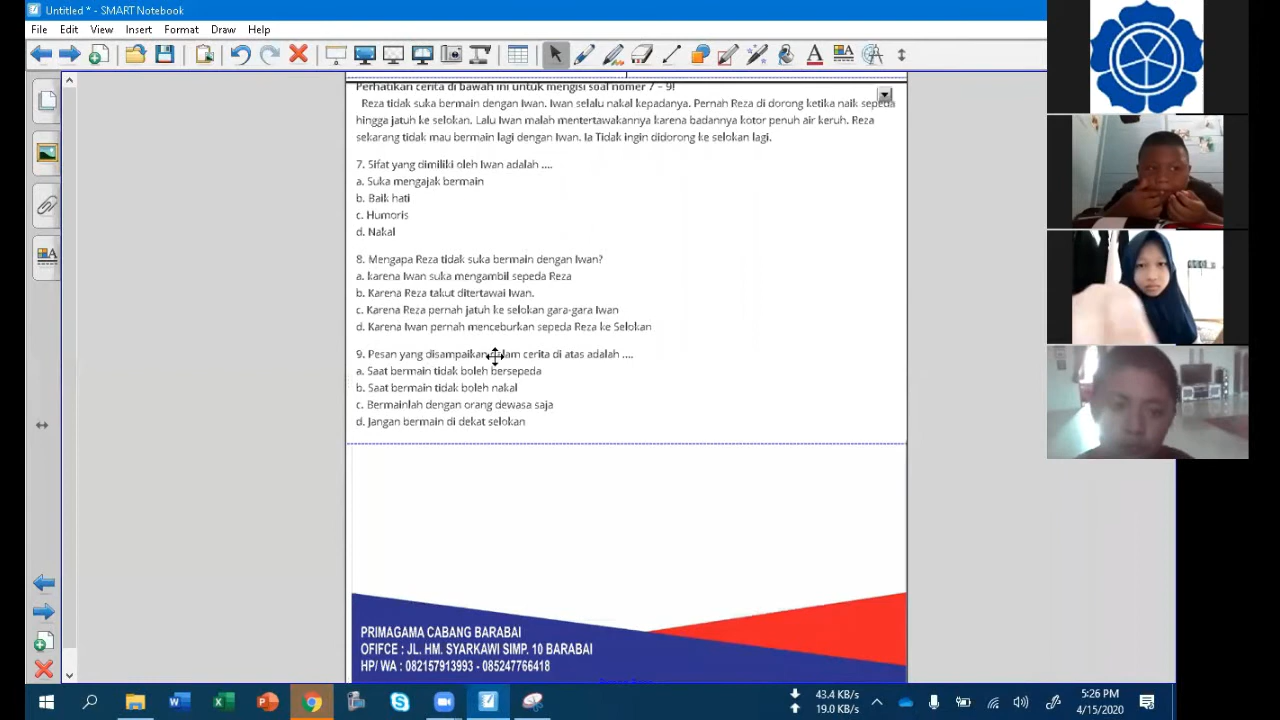 Untitled * - SMART Notebook
File Edit View Insert Format Draw Help
Perhatikan cerita di bawah ini untuk mengisi soal nomer 7 - 9!
Reza tidak suka bermain dengan Iwan. Iwan selalu nakal kepadanya. Pernah Reza di dorong ketika naik sepeda
hingga jatuh ke selokan. Lalu Iwan malah mentertawakannya karena badannya kotor penuh air keruh. Reza
sekarang tidak mau bermain lagi dengan Iwan. Ia Tidak ingin didorong ke selokan lagi.
7. Sifat yang dimiliki oleh Iwan adalah ....
a. Suka mengajak bermain
b. Baik hati
c. Humoris
d. Nakal
8. Mengapa Reza tidak suka bermain dengan Iwan?
a. karena Iwan suka mengambil sepeda Reza
b. Karena Reza takut ditertawai Iwan.
c. Karena Reza pernah jatuh ke selokan gara-gara Iwan
d. Karena Iwan pernah menceburkan sepeda Reza ke Selokan
9. Pesan yang disampaikan dalam cerita di atas adalah ....
a. Saat bermain tidak boleh bersepeda
b. Saat bermain tidak boleh nakal
c. Bermainlah dengan orang dewasa saja
d. Jangan bermain di dekat selokan
PRIMAGAMA CABANG BARABAI
OFIFCE : JL. HM. SYARKAWI SIMP. 10 BARABAI
HP/ WA : 082157913993 - 085247766418
43.4 KB/s
19.0 KB/s
5:26 PM
4/15/2020